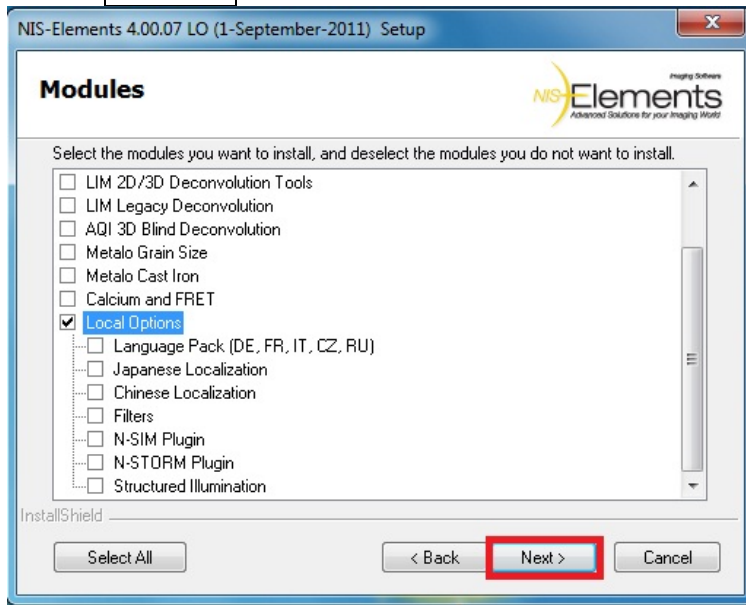 NIS-Elements 4.00.07 LO (1-September-2011) Setup
x
Modules
Imaging Software
NIS Elements
Advanced Solutions for your Imaging World
Select the modules you want to install, and deselect the modules you do not want to install.
LIM 2D/3D Deconvolution Tools
LIM Legacy Deconvolution
AQI 3D Blind Deconvolution
Metalo Grain Size
Metalo Cast Iron
Calcium and FRET
Local Options
Language Pack (DE, FR, IT, CZ, RU)
Japanese Localization
Chinese Localization
Filters
N-SIM Plugin
N-STORM Plugin
Structured Illumination
InstallShield
Select All
< Back
Next >
Cancel